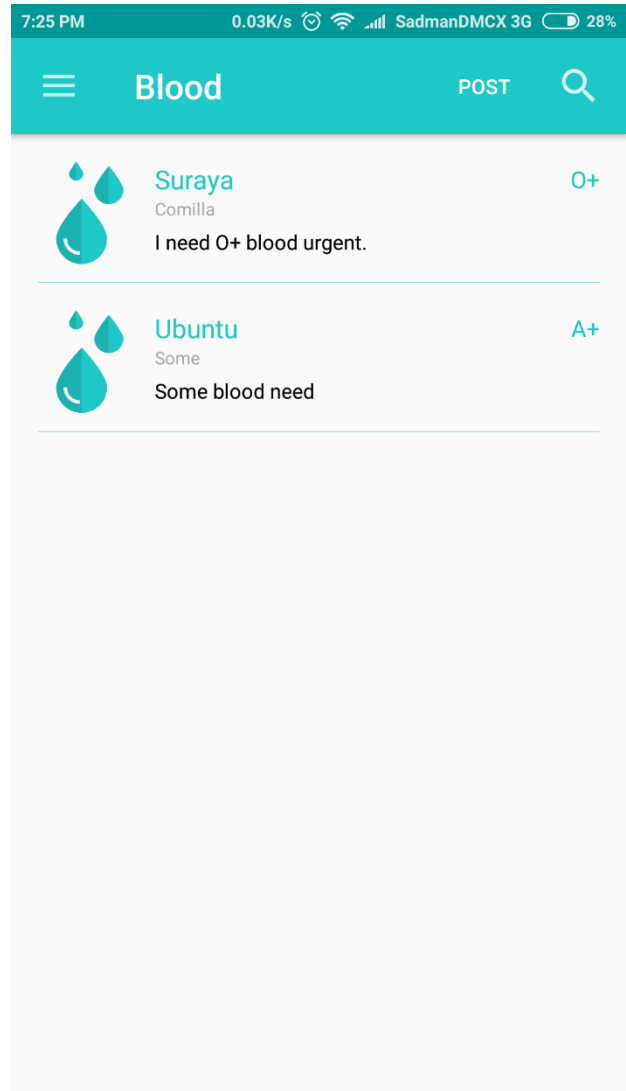 7:25 PM 0.03K/s SadmanDMCX 3G 28%
Blood POST
Suraya O+
Comilla
I need O+ blood urgent.
Ubuntu A+
Some
Some blood need